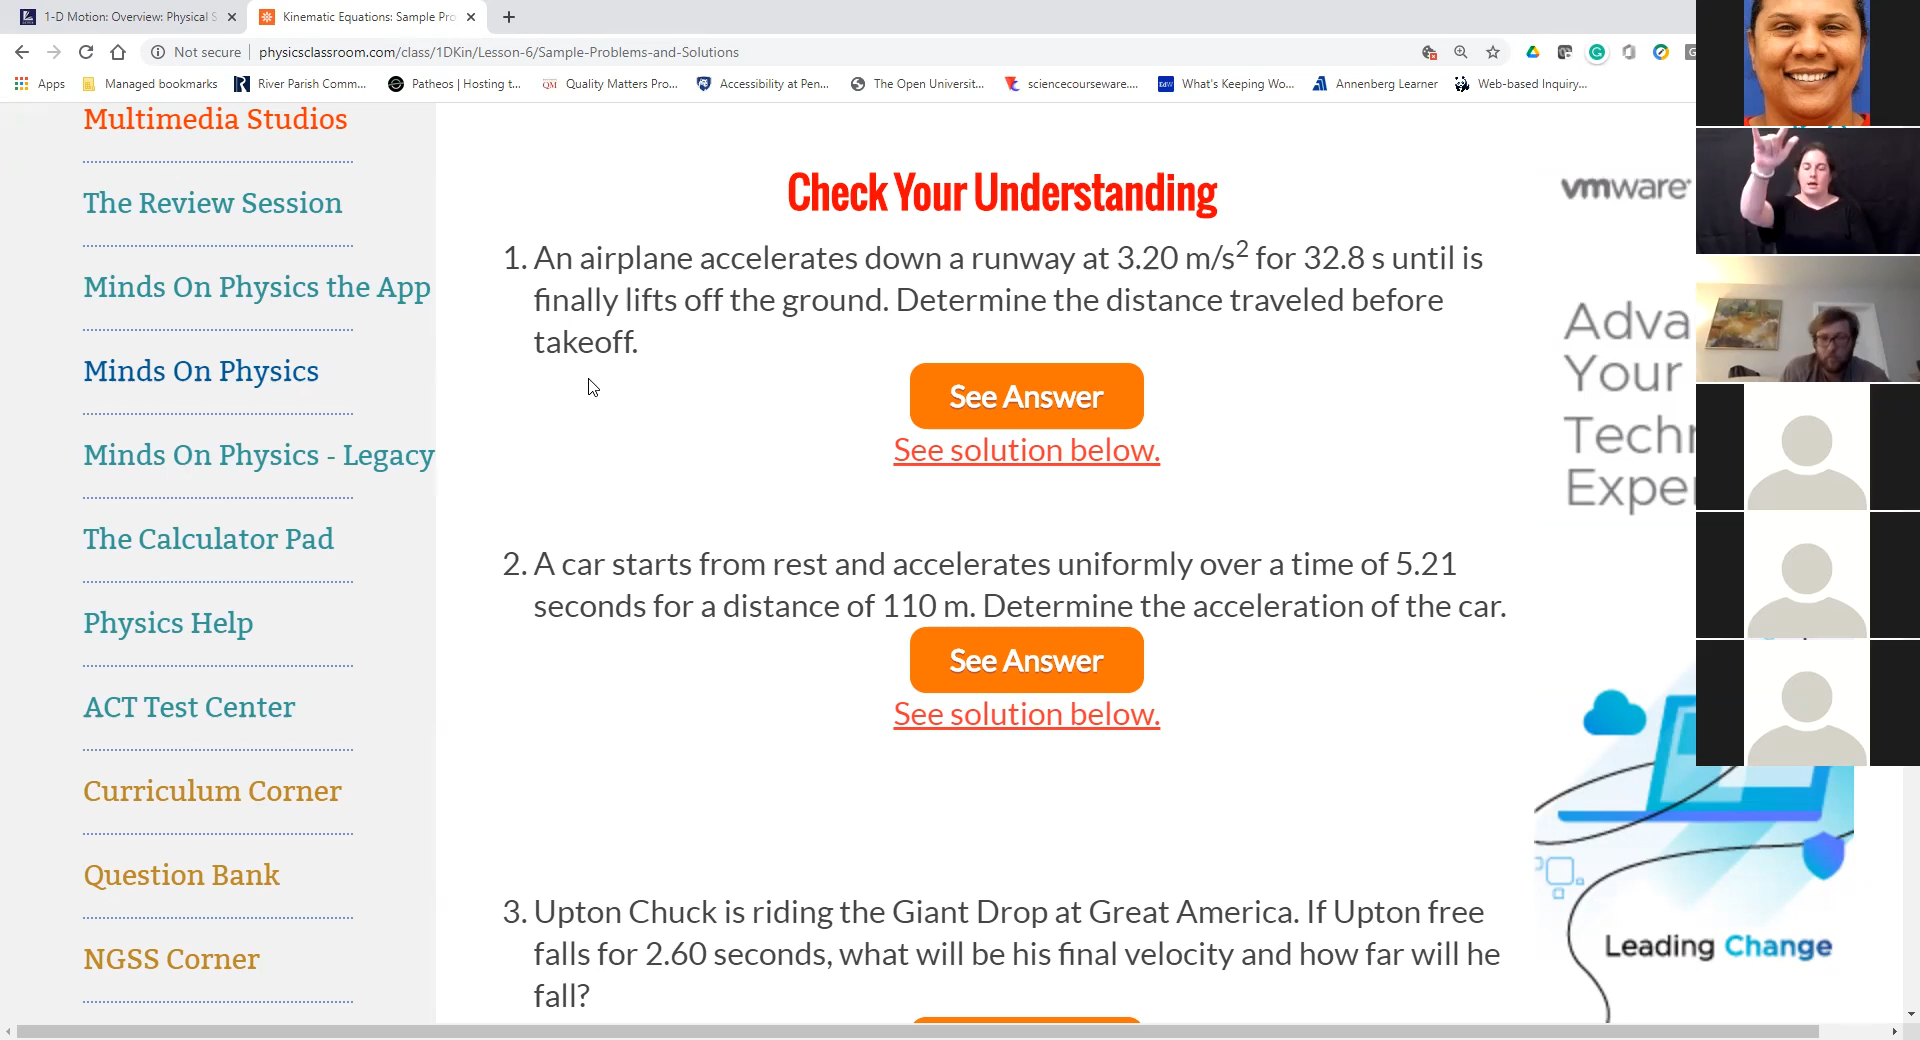 1-D Motion: Overview: Physical S
Kinematic Equations: Sample Pro
Not secure
physicsclassroom.com/class/1DKin/Lesson-6/Sample-Problems-and-Solutions
Apps
Managed bookmarks
River Parish Comm...
Patheos | Hosting t...
QM
Quality Matters Pro...
Accessibility at Pen...
The Open Universit...
sciencecourseware....
EdW
What's Keeping Wo...
Annenberg Learner
Web-based Inquiry...
Multimedia Studios
The Review Session
Minds On Physics the App
Minds On Physics
Minds On Physics - Legacy
The Calculator Pad
Physics Help
ACT Test Center
Curriculum Corner
Question Bank
NGSS Corner
Check Your Understanding
1. An airplane accelerates down a runway at 3.20 m/s² for 32.8 s until is
finally lifts off the ground. Determine the distance traveled before
takeoff.
See Answer
See solution below.
2. A car starts from rest and accelerates uniformly over a time of 5.21
seconds for a distance of 110 m. Determine the acceleration of the car.
See Answer
See solution below.
3. Upton Chuck is riding the Giant Drop at Great America. If Upton free
falls for 2.60 seconds, what will be his final velocity and how far will he
fall?
vmware
Adva
Your
Techn
Exper
Leading Change